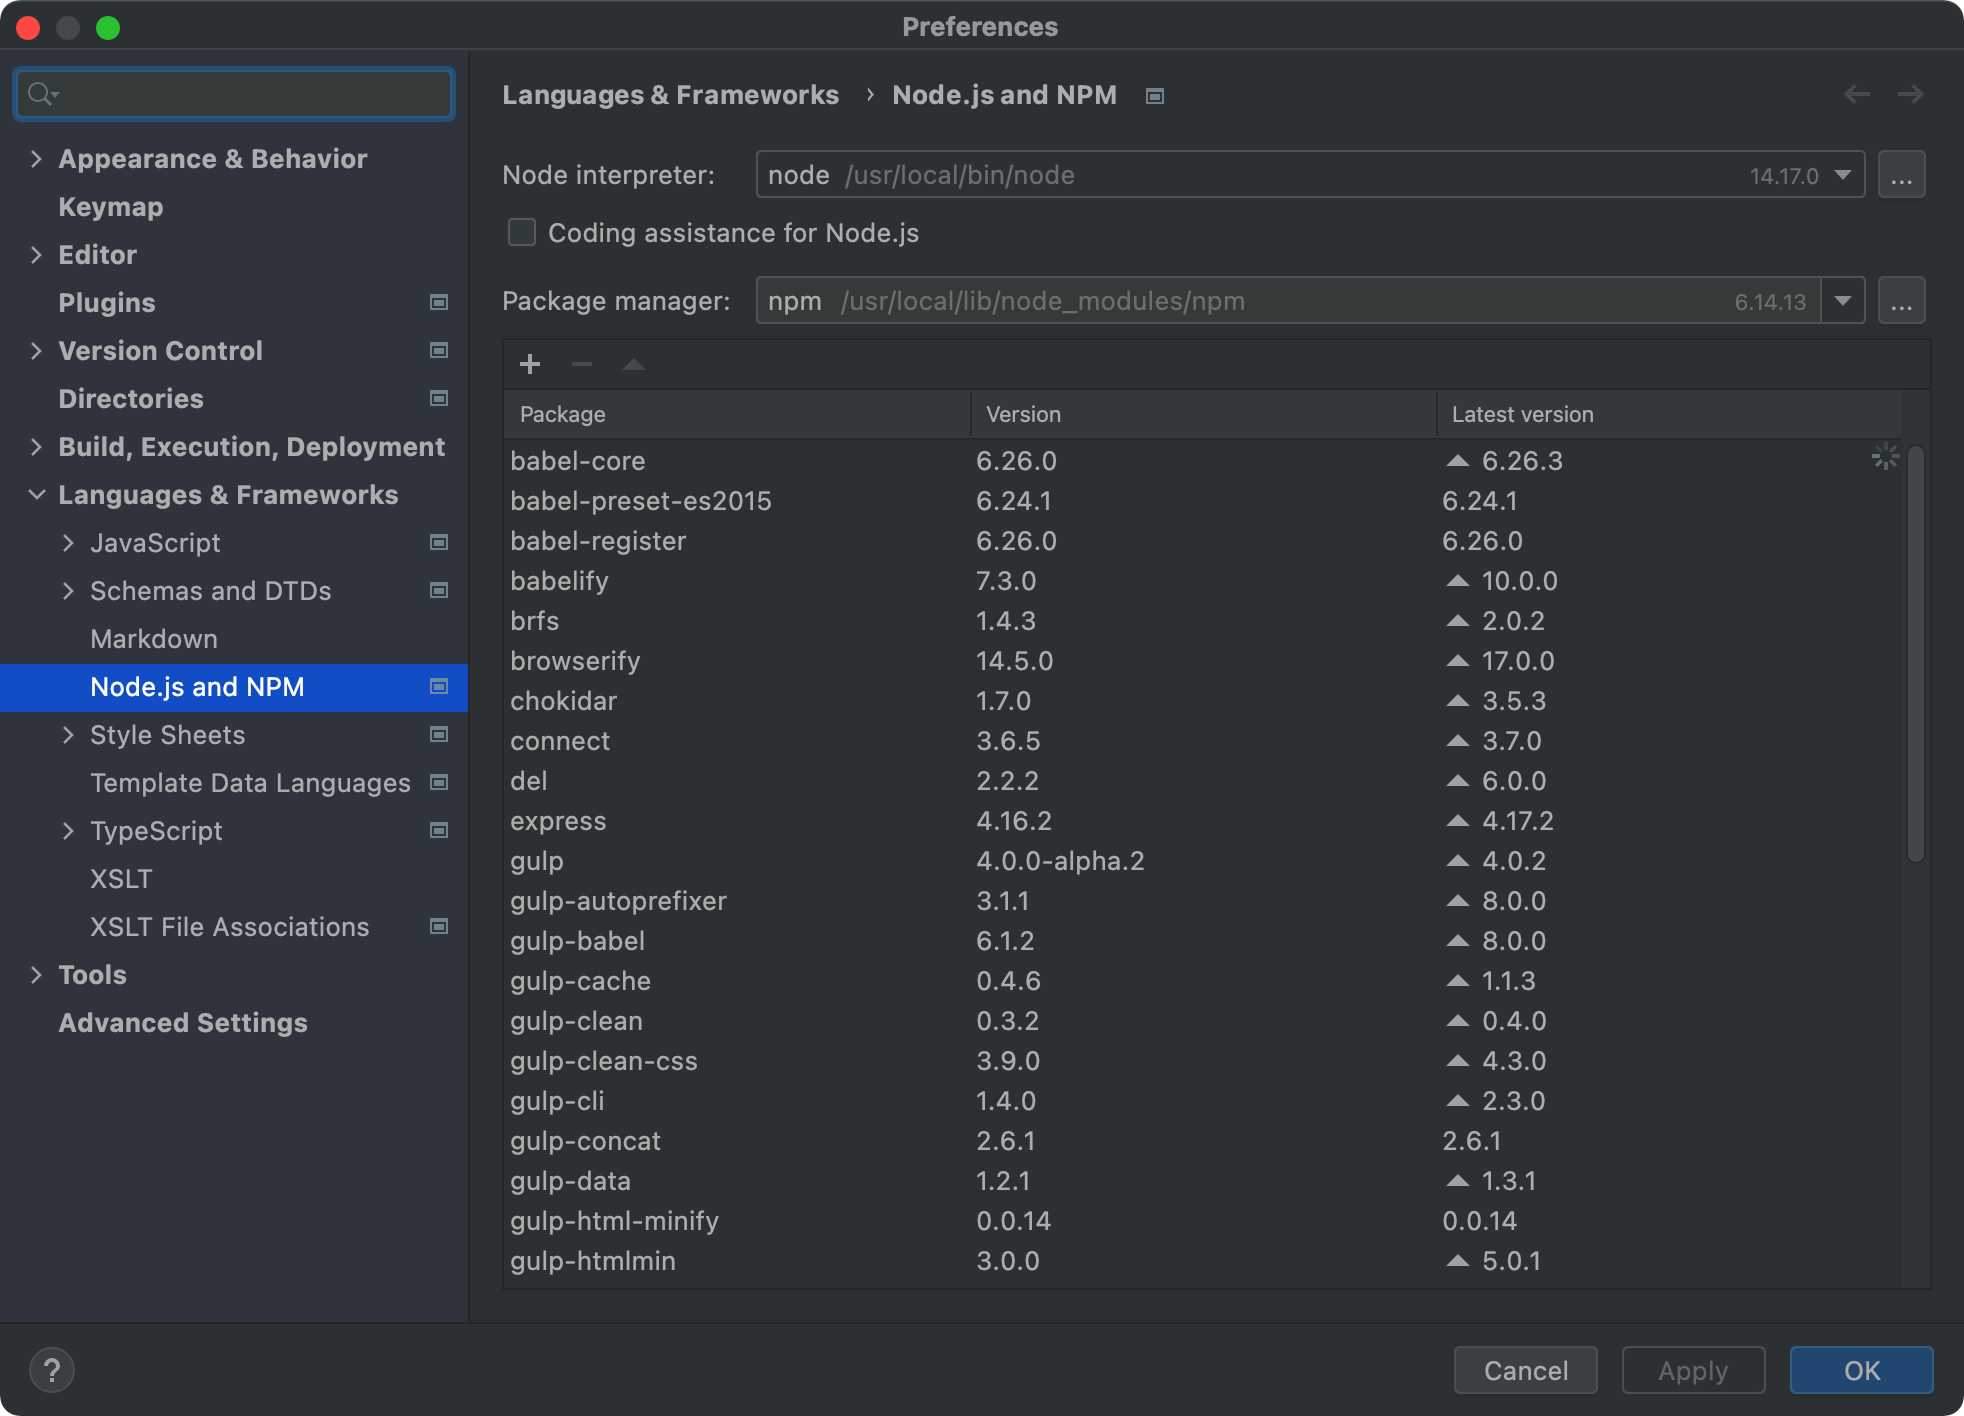 Preferences
Appearance & Behavior
Keymap
Editor
Plugins
Version Control
Directories
Build, Execution, Deployment
Languages & Frameworks
JavaScript
Schemas and DTDs
Markdown
Node.js and NPM
Style Sheets
Template Data Languages
TypeScript
XSLT
XSLT File Associations
Tools
Advanced Settings
Languages & Frameworks › Node.js and NPM
Node interpreter: node /usr/local/bin/node 14.17.0 ...
Coding assistance for Node.js
Package manager: npm /usr/local/lib/node_modules/npm 6.14.13 ...
Package Version Latest version
babel-core 6.26.0 6.26.3
babel-preset-es2015 6.24.1 6.24.1
babel-register 6.26.0 6.26.0
babelify 7.3.0 10.0.0
brfs 1.4.3 2.0.2
browserify 14.5.0 17.0.0
chokidar 1.7.0 3.5.3
connect 3.6.5 3.7.0
del 2.2.2 6.0.0
express 4.16.2 4.17.2
gulp 4.0.0-alpha.2 4.0.2
gulp-autoprefixer 3.1.1 8.0.0
gulp-babel 6.1.2 8.0.0
gulp-cache 0.4.6 1.1.3
gulp-clean 0.3.2 0.4.0
gulp-clean-css 3.9.0 4.3.0
gulp-cli 1.4.0 2.3.0
gulp-concat 2.6.1 2.6.1
gulp-data 1.2.1 1.3.1
gulp-html-minify 0.0.14 0.0.14
gulp-htmlmin 3.0.0 5.0.1
? Cancel Apply OK